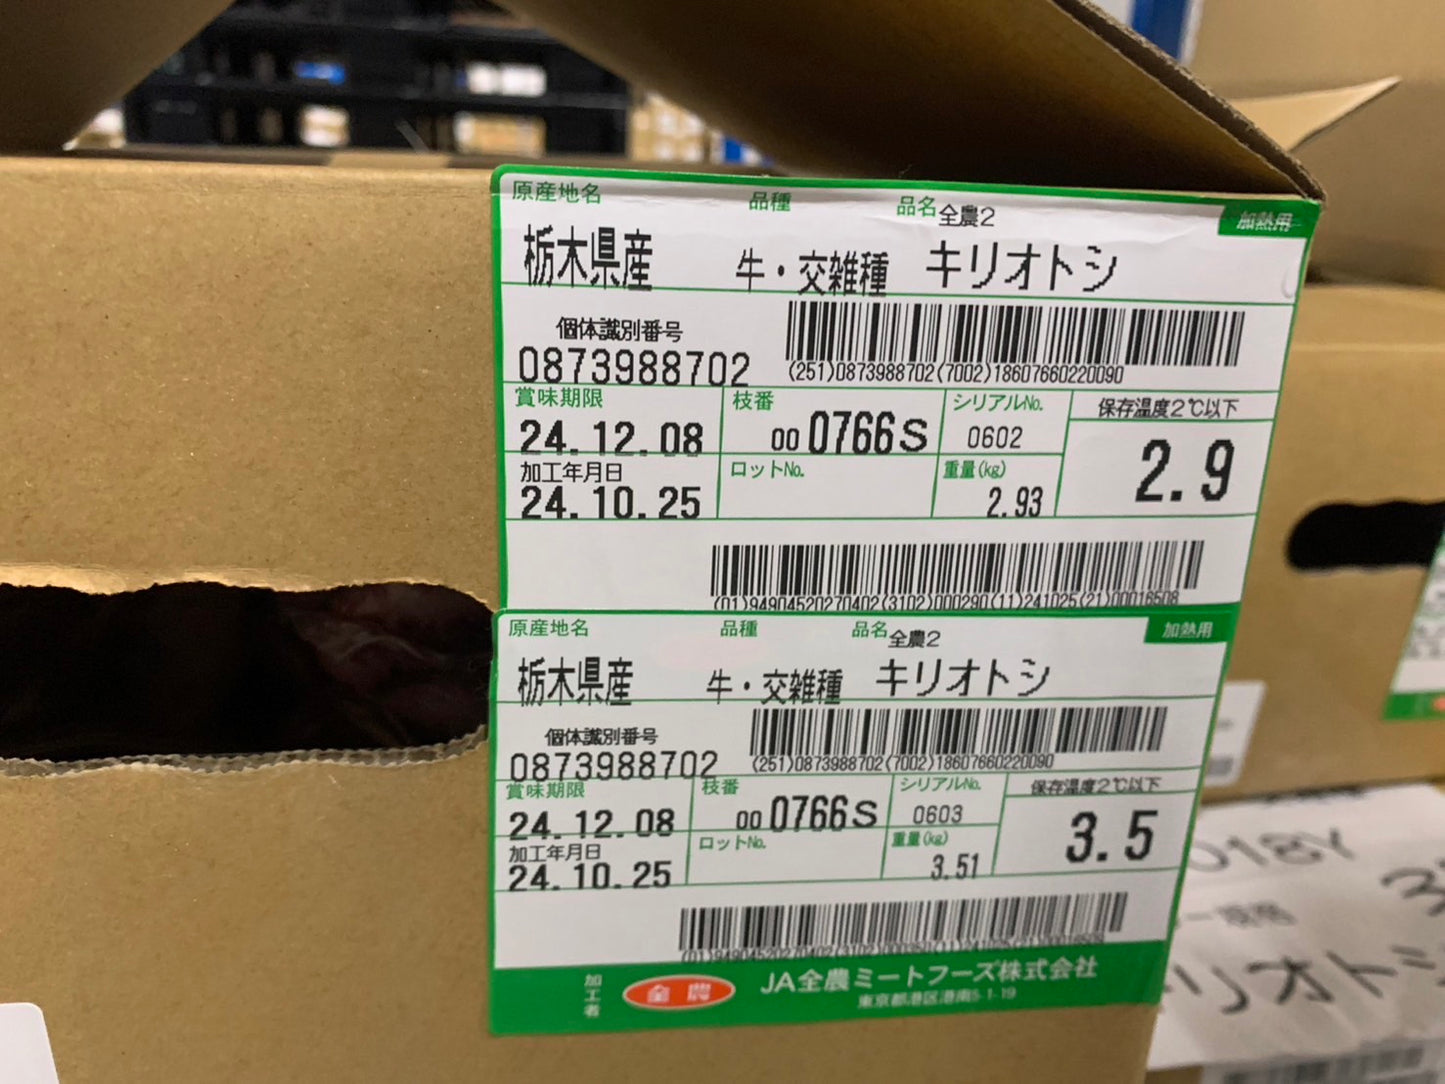 原産地名 品種 品名 全農2 加熱用
栃木県産 牛・交雑種 キリオトシ
個体識別番号
0873988702
(251)0873988702(7002)18607660220090
賞味期限 枝番 シリアルNo. 保存温度2℃以下
24.12.08 00 0766S 0602 2.9
加工年月日 ロットNo. 重量(kg)
24.10.25 2.93
(01)94904520270402(3102)000290(11)241025(21)00016508
原産地名 品種 品名 全農2 加熱用
栃木県産 牛・交雑種 キリオトシ
個体識別番号
0873988702
(251)0873988702(7002)18607660220090
賞味期限 枝番 シリアルNo. 保存温度2℃以下
24.12.08 00 0766S 0603 3.5
加工年月日 ロットNo. 重量(kg)
24.10.25 3.51
加工者 全農 JA全農ミートフーズ株式会社
東京都港区港南5-1-19
018Y
リオトシ